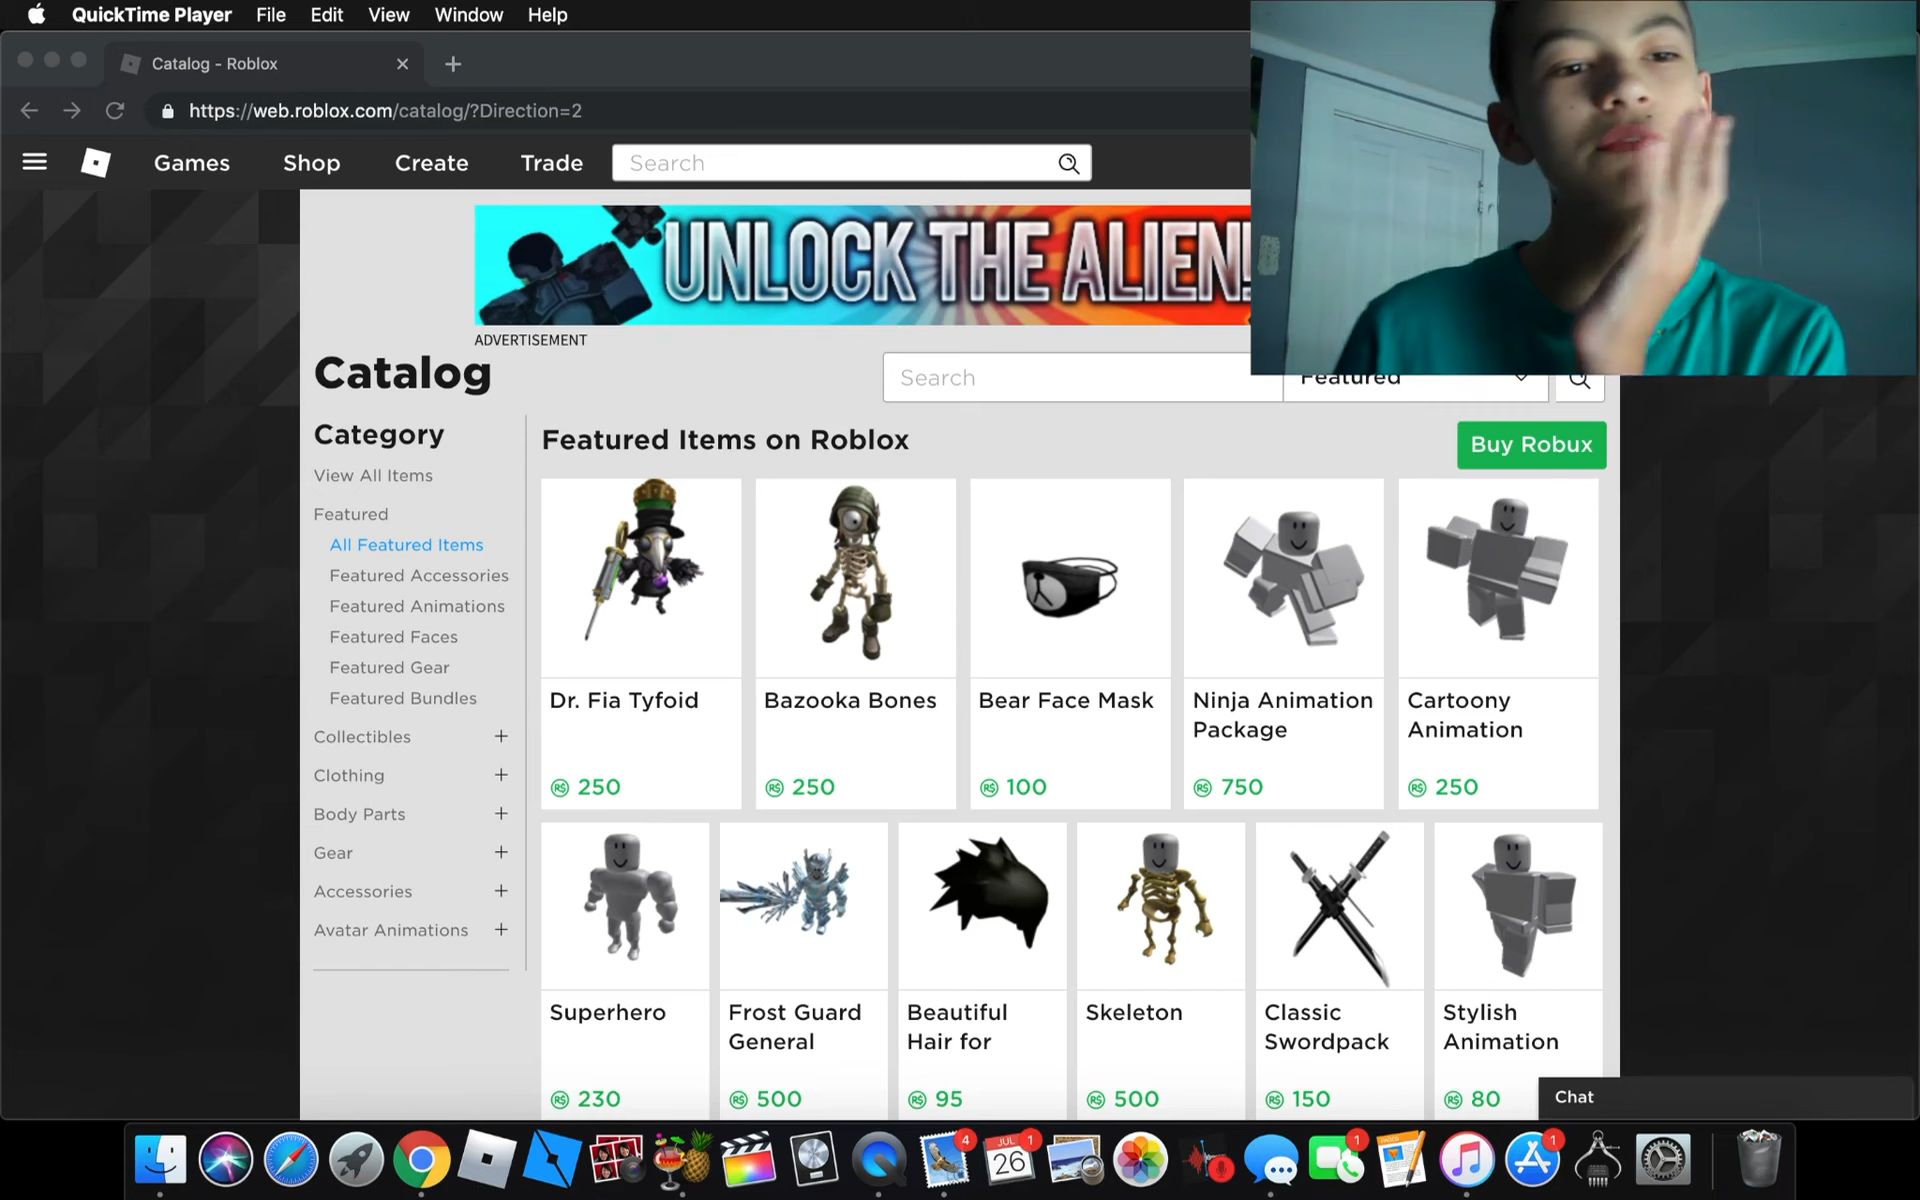 QuickTime Player File Edit View Window Help
Catalog - Roblox
https://web.roblox.com/catalog/?Direction=2
Games Shop Create Trade Search
UNLOCK THE ALIEN!
ADVERTISEMENT
Catalog
Search Featured
Category
View All Items
Featured
All Featured Items
Featured Accessories
Featured Animations
Featured Faces
Featured Gear
Featured Bundles
Collectibles +
Clothing +
Body Parts +
Gear +
Accessories +
Avatar Animations +
Featured Items on Roblox
Buy Robux
Dr. Fia Tyfoid
R$ 250
Bazooka Bones
R$ 250
Bear Face Mask
R$ 100
Ninja Animation
Package
R$ 750
Cartoony
Animation
R$ 250
Superhero
R$ 230
Frost Guard
General
R$ 500
Beautiful
Hair for
R$ 95
Skeleton
R$ 500
Classic
Swordpack
R$ 150
Stylish
Animation
R$ 80
Chat
4
JUL 1
26
1
PAGES
1